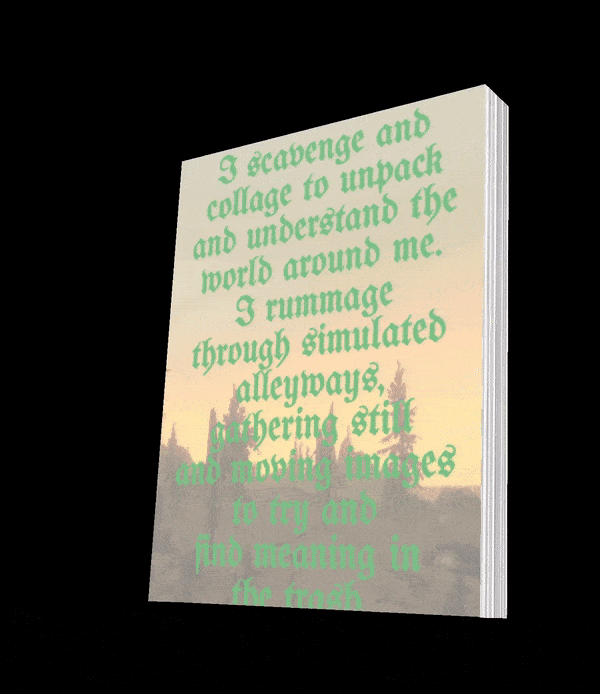 I scavenge and
collage to unpack
and understand the
world around me.
I rummage
through simulated
alleyways,
gathering still
and moving images
to try and
find meaning in
the trash